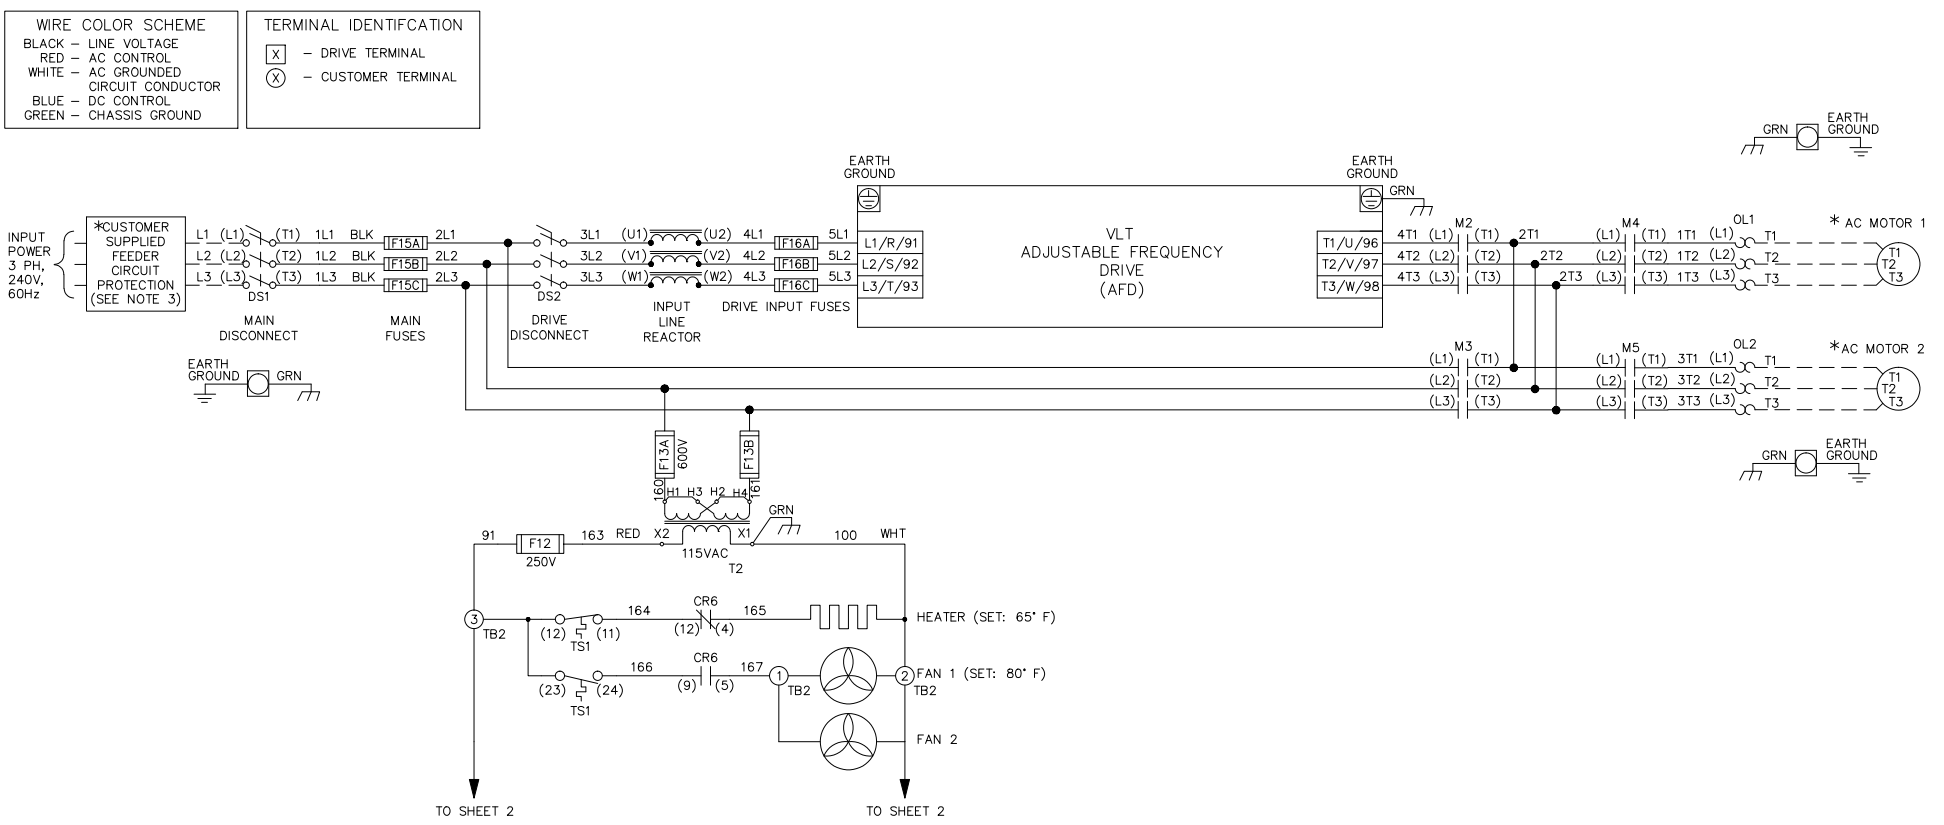 WIRE COLOR SCHEME
BLACK – LINE VOLTAGE
RED – AC CONTROL
WHITE – AC GROUNDED
CIRCUIT CONDUCTOR
BLUE – DC CONTROL
GREEN – CHASSIS GROUND
TERMINAL IDENTIFCATION
X – DRIVE TERMINAL
X – CUSTOMER TERMINAL
EARTH
GRN GROUND
EARTH
GROUND
EARTH
GROUND
GRN
INPUT
POWER
3 PH,
240V,
60Hz
*CUSTOMER
SUPPLIED
FEEDER
CIRCUIT
PROTECTION
(SEE NOTE 3)
L1 (L1) (T1) 1L1 BLK F15A 2L1 3L1 (U1) (U2) 4L1 F16A 5L1 L1/R/91
L2 (L2) (T2) 1L2 BLK F15B 2L2 3L2 (V1) (V2) 4L2 F16B 5L2 L2/S/92
L3 (L3) (T3) 1L3 BLK F15C 2L3 3L3 (W1) (W2) 4L3 F16C 5L3 L3/T/93
DS1
MAIN
DISCONNECT
MAIN
FUSES
DS2
DRIVE
DISCONNECT
INPUT
LINE
REACTOR
DRIVE INPUT FUSES
VLT
ADJUSTABLE FREQUENCY
DRIVE
(AFD)
M2 M4 OL1 * AC MOTOR 1
T1/U/96 4T1 (L1) (T1) 2T1 (L1) (T1) 1T1 (L1) T1 T1
T2/V/97 4T2 (L2) (T2) 2T2 (L2) (T2) 1T2 (L2) T2 T2
T3/W/98 4T3 (L3) (T3) 2T3 (L3) (T3) 1T3 (L3) T3 T3
M3 M5 OL2 *AC MOTOR 2
(L1) (T1) (L1) (T1) 3T1 (L1) T1 T1
(L2) (T2) (L2) (T2) 3T2 (L2) T2 T2
(L3) (T3) (L3) (T3) 3T3 (L3) T3 T3
EARTH
GROUND GRN
EARTH
GRN GROUND
F13A
600V
F13B
160
161
H1 H3 H2 H4
GRN
91 F12 163 RED X2 X1 100 WHT
250V
115VAC
T2
3 TB2
164 CR6 165
(12) (11) (12) (4)
TS1
HEATER (SET: 65° F)
166 CR6 167 1 2 FAN 1 (SET: 80° F)
(23) (24) (9) (5) TB2 TB2
TS1
FAN 2
TO SHEET 2
TO SHEET 2